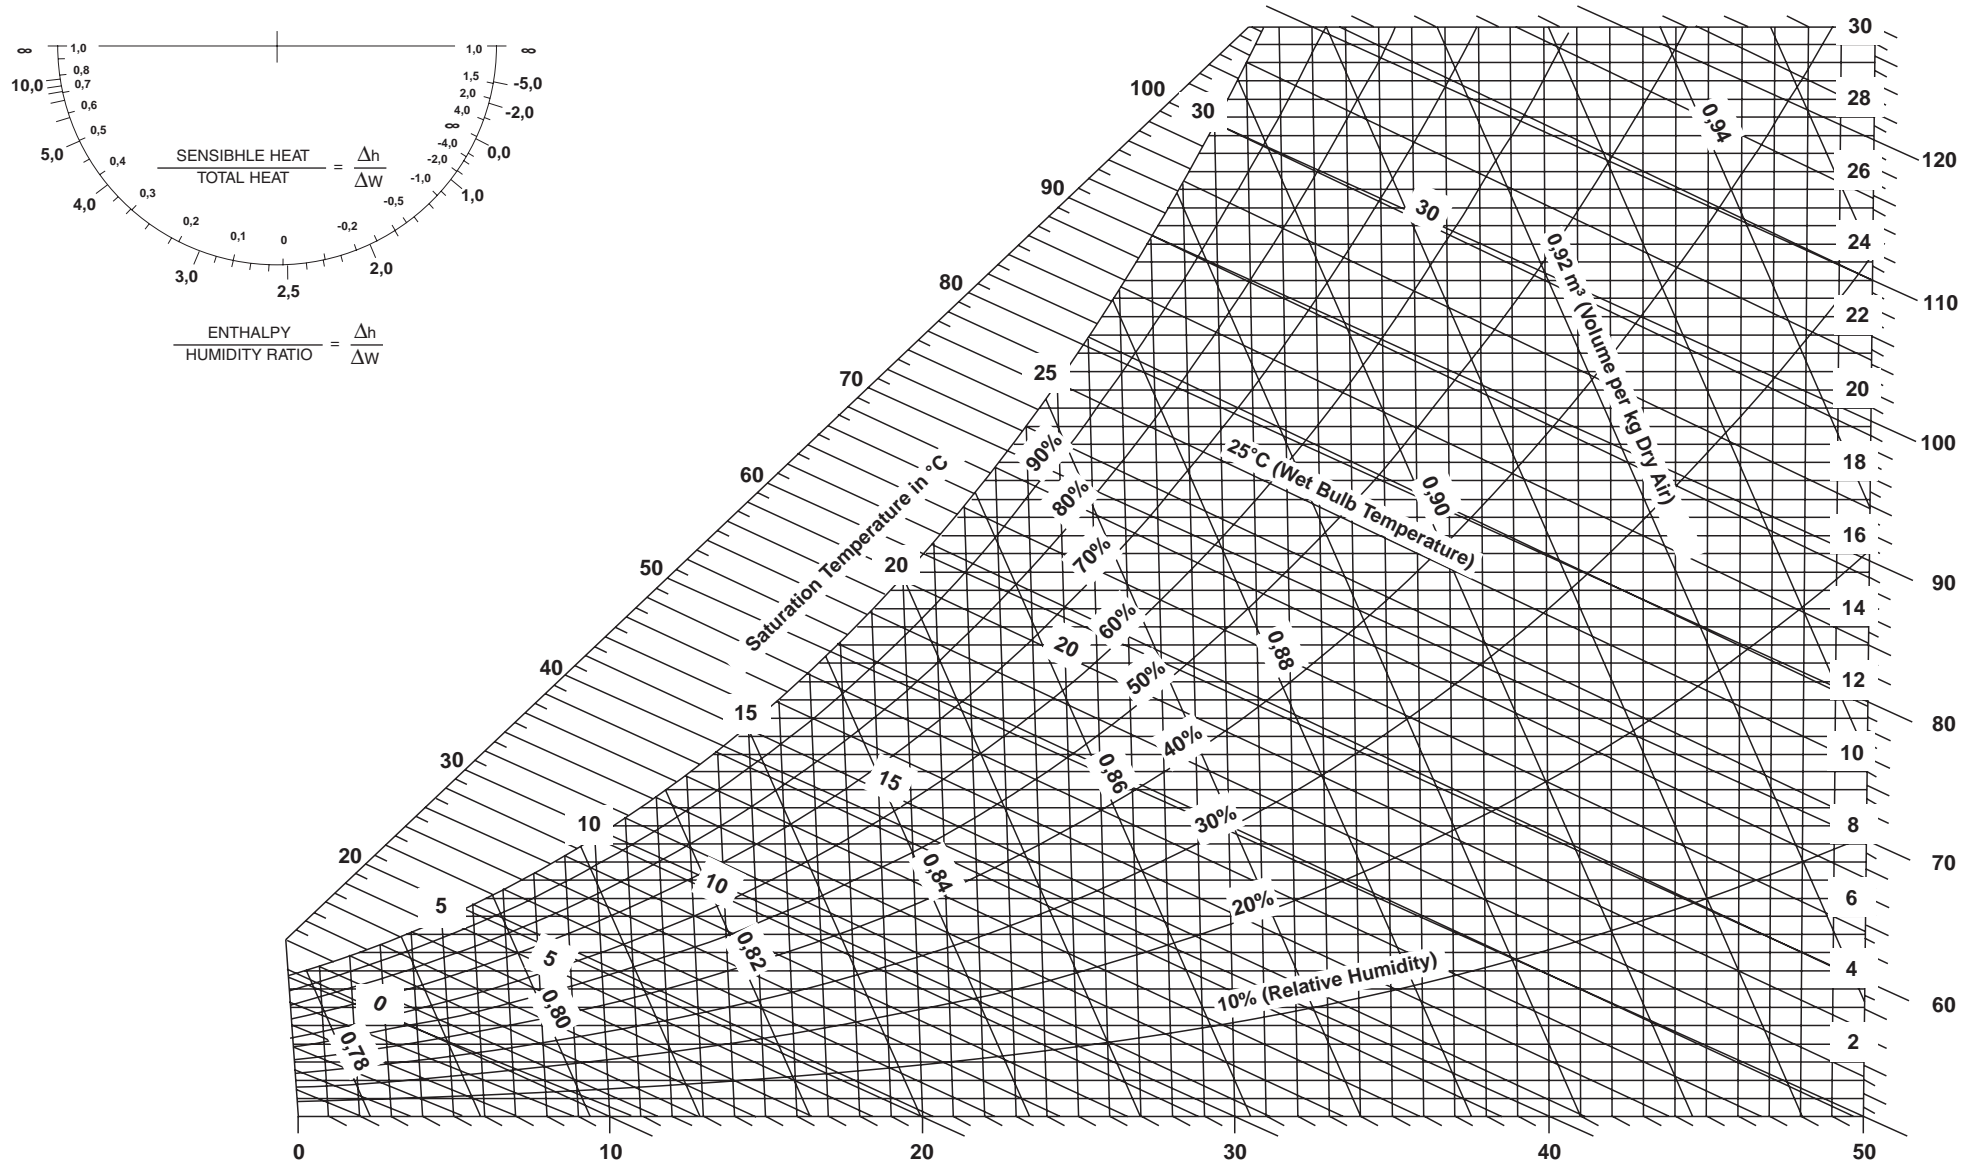 ∞ 1,0 1,0 ∞
10,0 0,8 0,7 0,6 0,5 0,4 0,3 0,2 0,1 0 -0,2 -0,5 -1,0 -2,0 -4,0 ∞ 4,0 2,0 1,5
5,0 4,0 3,0 2,5 2,0 1,0 0,0 -2,0 -5,0
SENSIBHLE HEAT
TOTAL HEAT
=
Δh
ΔW
ENTHALPY
HUMIDITY RATIO
=
Δh
ΔW
20 30 40 50 60 70 80 90 100
Saturation Temperature in °C
5 10 15 20 25 30
90%
80%
70%
60%
50%
40%
30%
20%
10% (Relative Humidity)
0 5 10 15 20
25°C (Wet Bulb Temperature)
30
0,78
0,80
0,82
0,84
0,86
0,88
0,90
0,92 m³ (Volume per kg Dry Air)
0,94
30
28
26
24
22
20
18
16
14
12
10
8
6
4
2
120
110
100
90
80
70
60
0 10 20 30 40 50